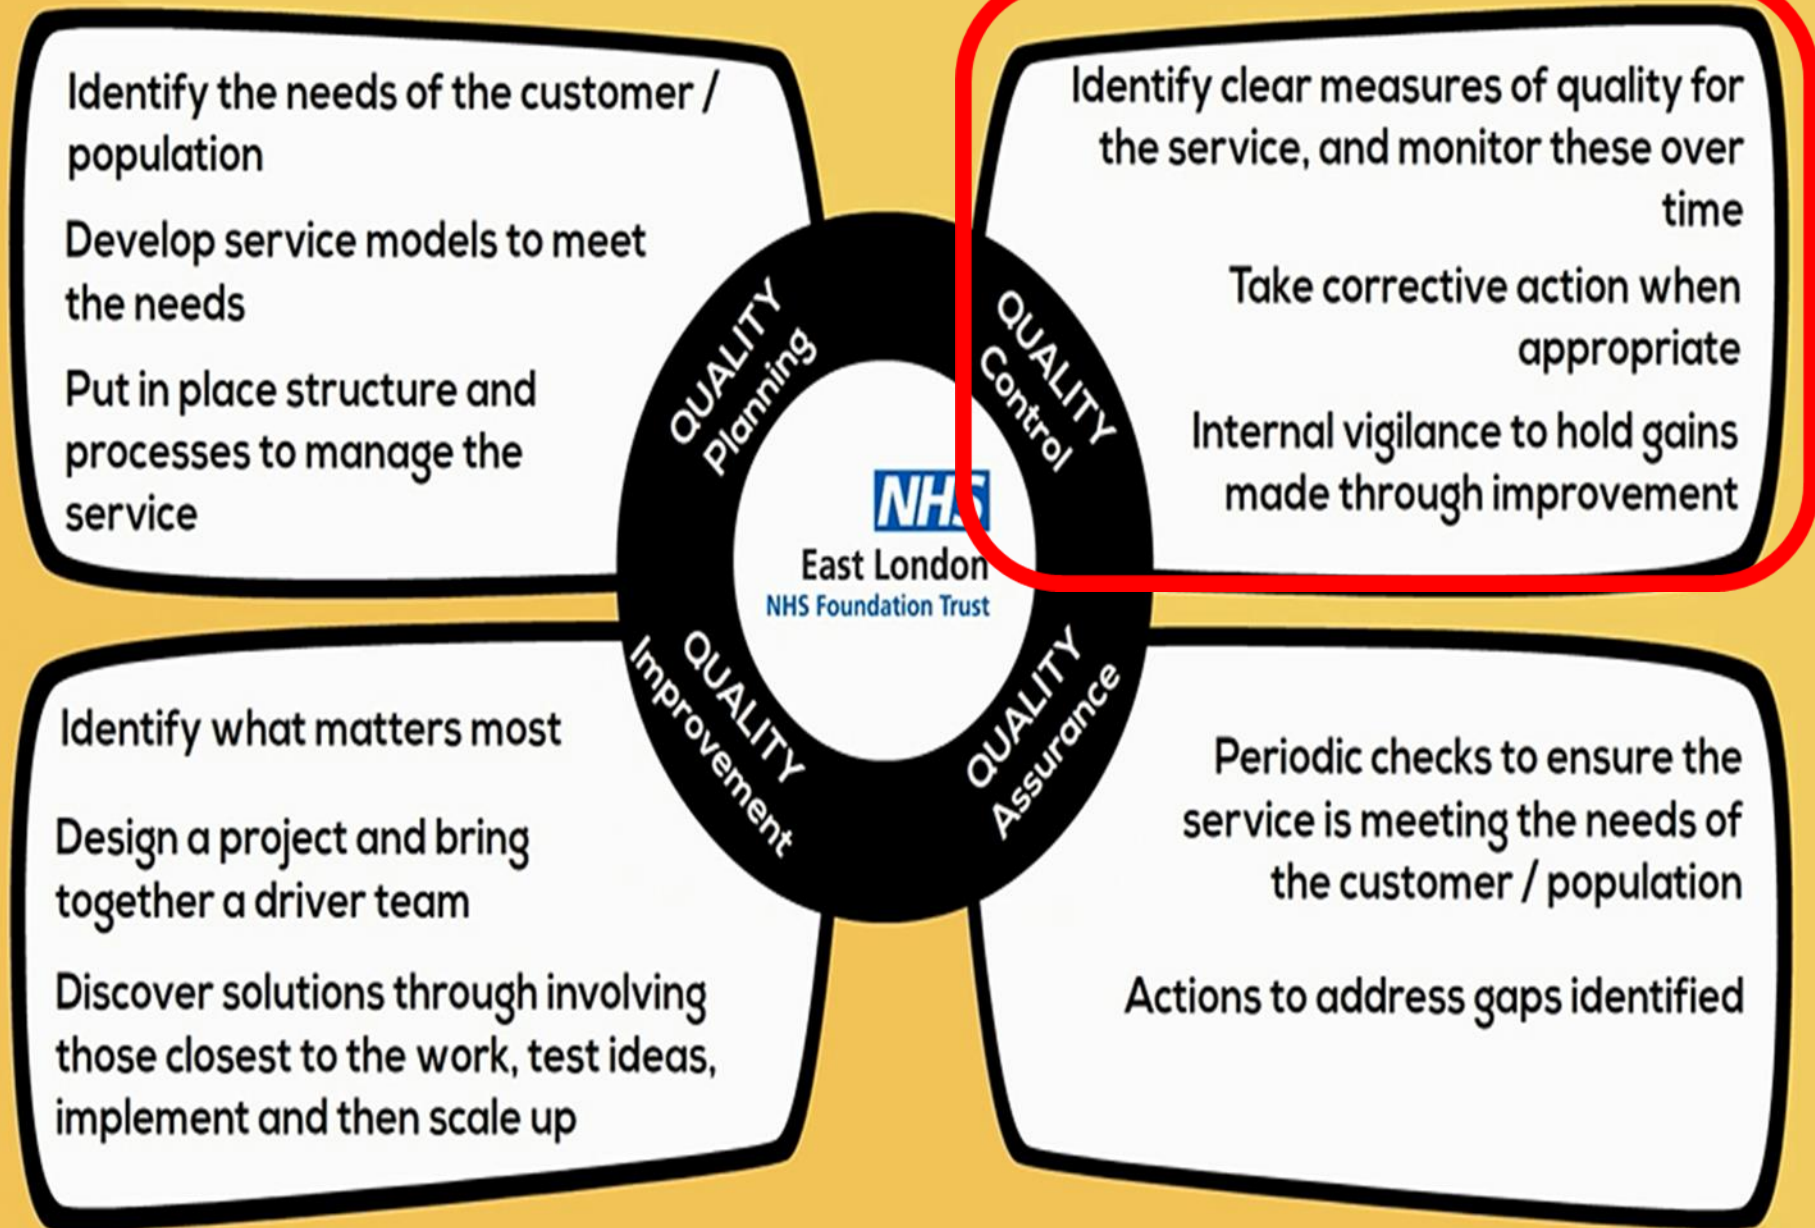 Identify the needs of the customer /
population
Develop service models to meet
the needs
Put in place structure and
processes to manage the
service
QUALITY
Planning
Identify clear measures of quality for
the service, and monitor these over
time
Take corrective action when
appropriate
Internal vigilance to hold gains
made through improvement
QUALITY
Control
NHS
East London
NHS Foundation Trust
Identify what matters most
Design a project and bring
together a driver team
Discover solutions through involving
those closest to the work, test ideas,
implement and then scale up
QUALITY
Improvement
QUALITY
Assurance
Periodic checks to ensure the
service is meeting the needs of
the customer / population
Actions to address gaps identified